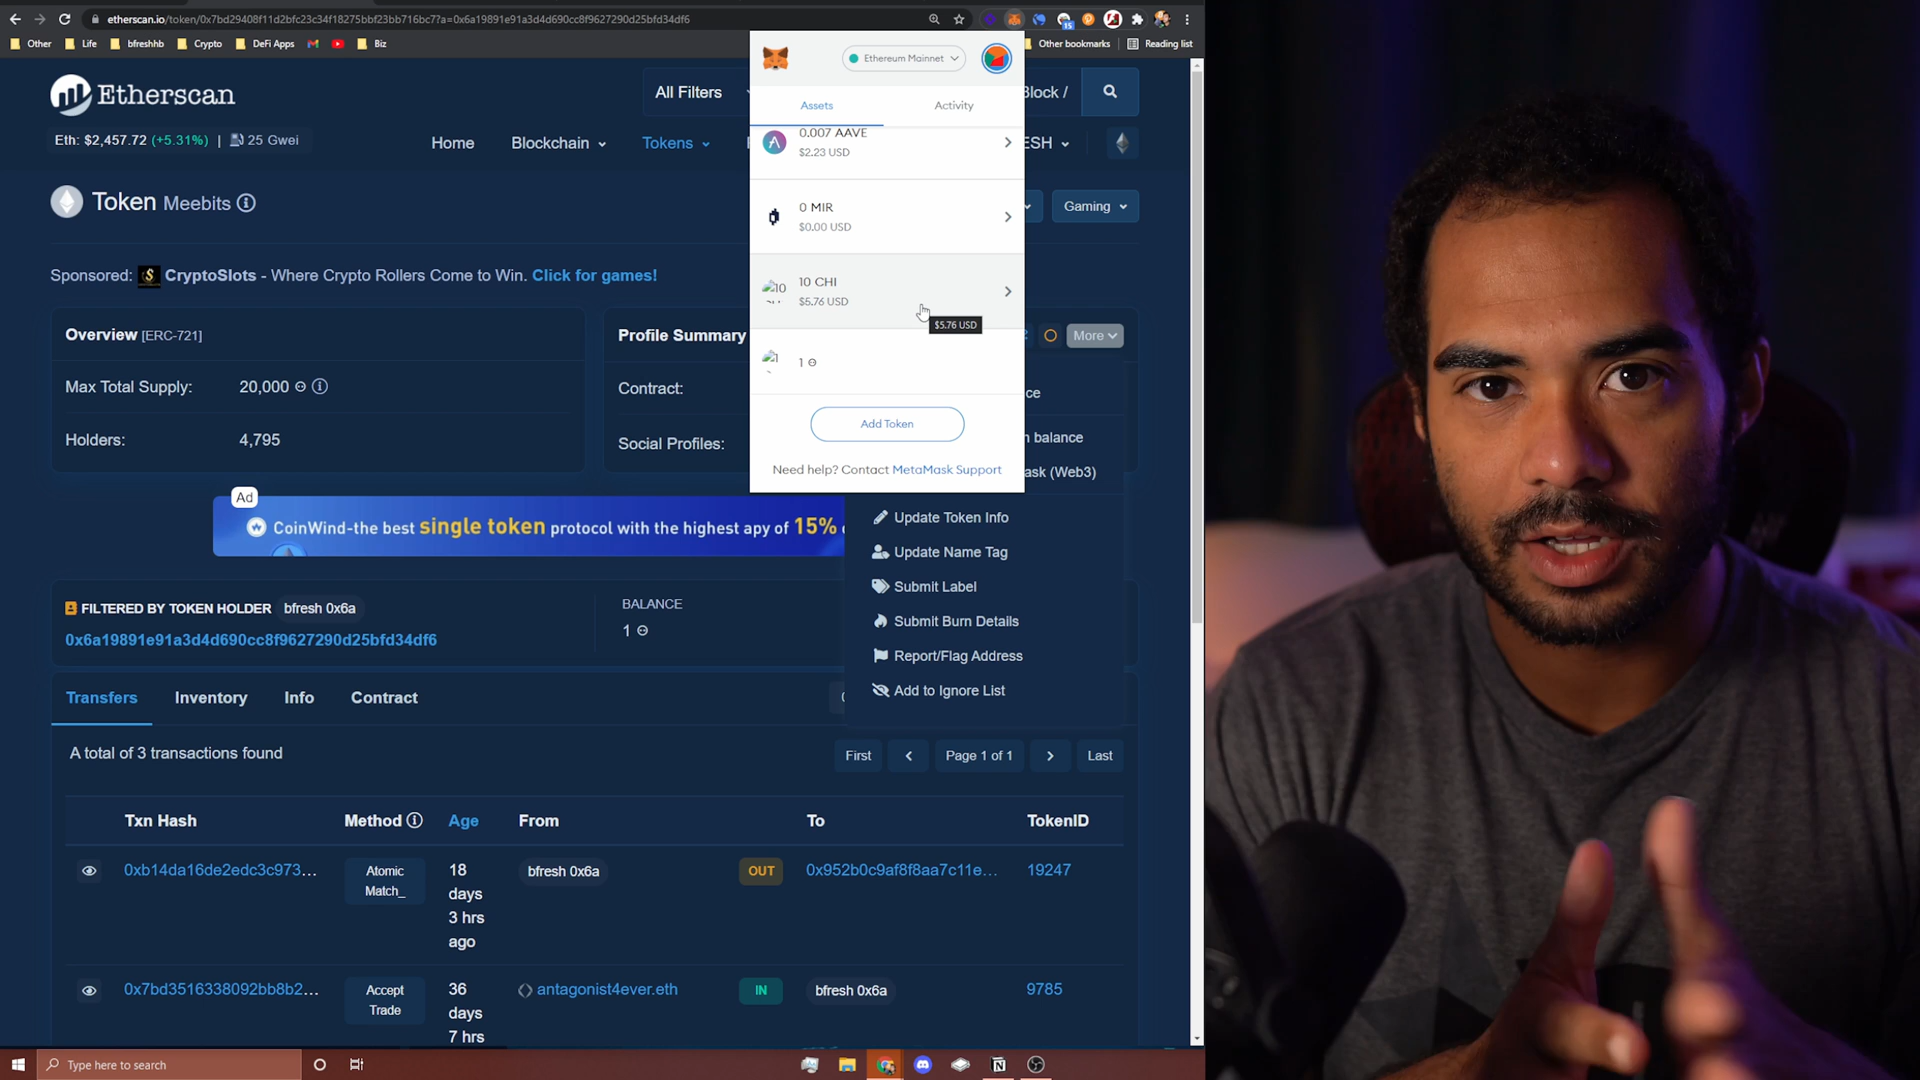 etherscan.io/token/0x7bd29408f11d2bfc23c34f18275bbf23bb716bc7?a=0x6a19891e91a3d4d690cc8f9627290d25bfd34df6
15
Other
Life
bfreshhb
Crypto
DeFi Apps
Biz
Other bookmarks
Reading list
Etherscan
All Filters
Block /
Eth: $2,457.72 (+5.31%) | 25 Gwei
Home
Blockchain
Tokens
ESH
Token Meebits
Gaming
Sponsored: CryptoSlots - Where Crypto Rollers Come to Win. Click for games!
Overview [ERC-721]
Max Total Supply: 20,000
Holders: 4,795
Profile Summary
More
Contract:
Social Profiles:
ce
n balance
ask (Web3)
Ethereum Mainnet
Assets
Activity
0.007 AAVE
$2.23 USD
0 MIR
$0.00 USD
10 CHI
$5.76 USD
$5.76 USD
1
Add Token
Need help? Contact MetaMask Support
Update Token Info
Update Name Tag
Submit Label
Submit Burn Details
Report/Flag Address
Add to Ignore List
Ad
CoinWind-the best single token protocol with the highest apy of 15%
FILTERED BY TOKEN HOLDER bfresh 0x6a
0x6a19891e91a3d4d690cc8f9627290d25bfd34df6
BALANCE
1
Transfers
Inventory
Info
Contract
A total of 3 transactions found
First
Page 1 of 1
Last
Txn Hash
Method
Age
From
To
TokenID
0xb14da16de2edc3c973...
Atomic
Match_
18
days
3 hrs
ago
bfresh 0x6a
OUT
0x952b0c9af8f8aa7c11e...
19247
0x7bd3516338092bb8b2...
Accept
Trade
36
days
7 hrs
antagonist4ever.eth
IN
bfresh 0x6a
9785
Type here to search